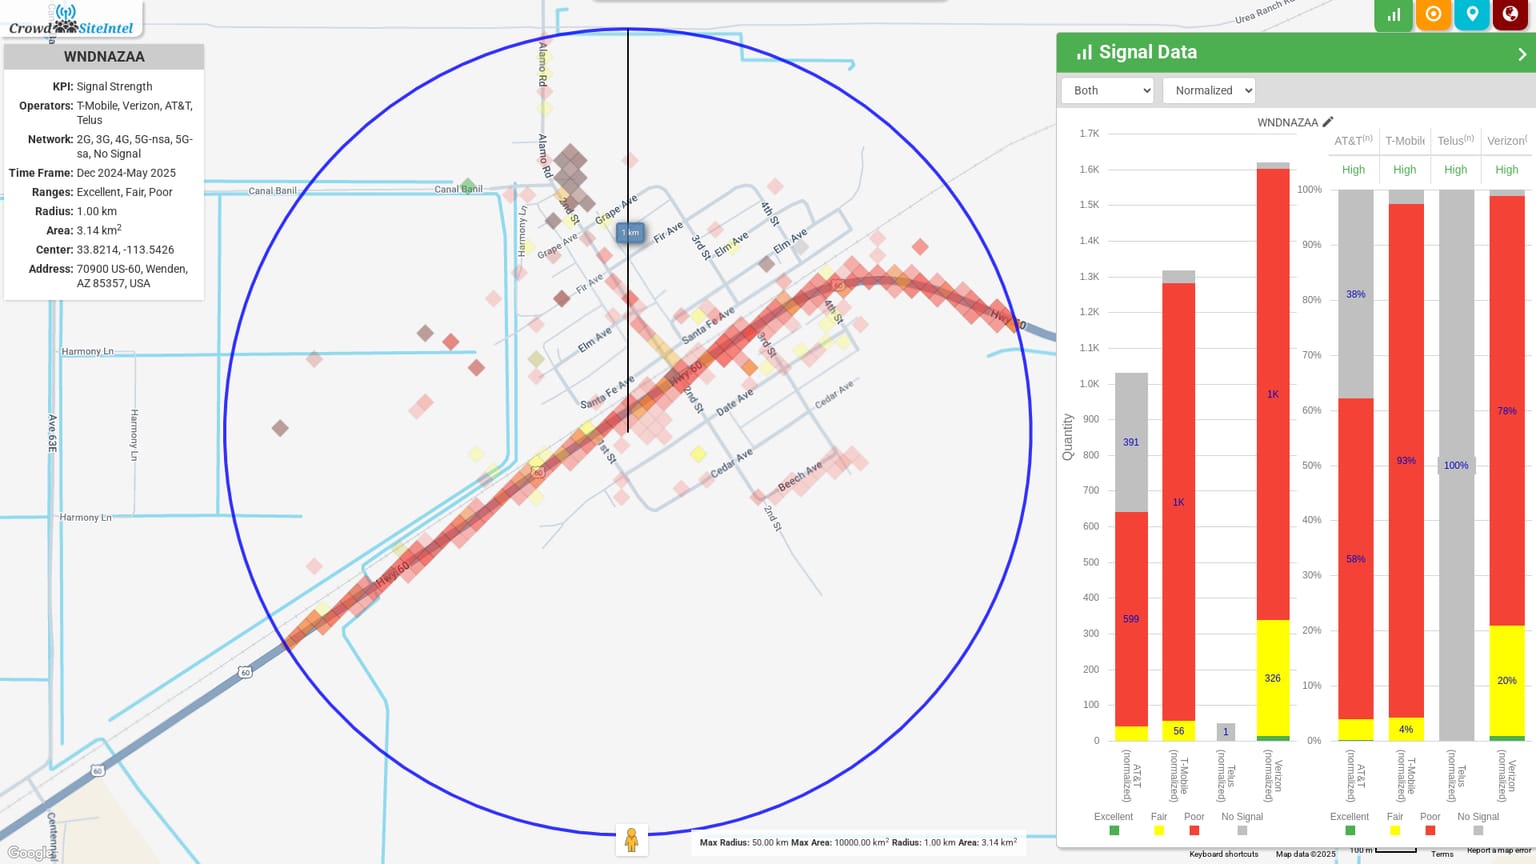 Crowd SiteIntel
WNDNAZAA
KPI: Signal Strength
Operators: T-Mobile, Verizon, AT&T,
Telus
Network: 2G, 3G, 4G, 5G-nsa, 5G-
sa, No Signal
Time Frame: Dec 2024-May 2025
Ranges: Excellent, Fair, Poor
Radius: 1.00 km
Area: 3.14 km²
Center: 33.8214, -113.5426
Address: 70900 US-60, Wenden,
AZ 85357, USA
Urea Ranch Rd
Alamo Rd
Alamo Rd
Canal Banil
Canal Banil
Harmony Ln
2nd St
Grape Ave
Grape Ave
1 km
Fir Ave
Fir Ave
3rd St
Elm Ave
4th St
Elm Ave
60
4th St
Hwy 60
Santa Fe Ave
3rd St
Elm Ave
Harmony Ln
Hwy 60
Santa Fe Ave
2nd St
Date Ave
Cedar Ave
Ave 63E
Harmony Ln
1st St
60
Cedar Ave
Beech Ave
Harmony Ln
2nd St
Hwy 60
60
60
Centennial
Google
Max Radius: 50.00 km Max Area: 10000.00 km² Radius: 1.00 km Area: 3.14 km²
Signal Data
Both
Normalized
WNDNAZAA
AT&T(n)
T-Mobile
Telus(n)
Verizon(
High
High
High
High
1.7K
1.6K
1.5K
1.4K
1.3K
1.2K
1.1K
1.0K
900
800
700
600
500
400
300
200
100
0
Quantity
391
599
1K
56
1
1K
326
AT&T
(normalized)
T-Mobile
(normalized)
Telus
(normalized)
Verizon
(normalized)
Excellent
Fair
Poor
No Signal
100%
90%
80%
70%
60%
50%
40%
30%
20%
10%
0%
38%
58%
93%
4%
100%
78%
20%
AT&T
(normalized)
T-Mobile
(normalized)
Telus
(normalized)
Verizon
(normalized)
Excellent
Fair
Poor
No Signal
Keyboard shortcuts
Map data ©2025
100 m
Terms
Report a map error